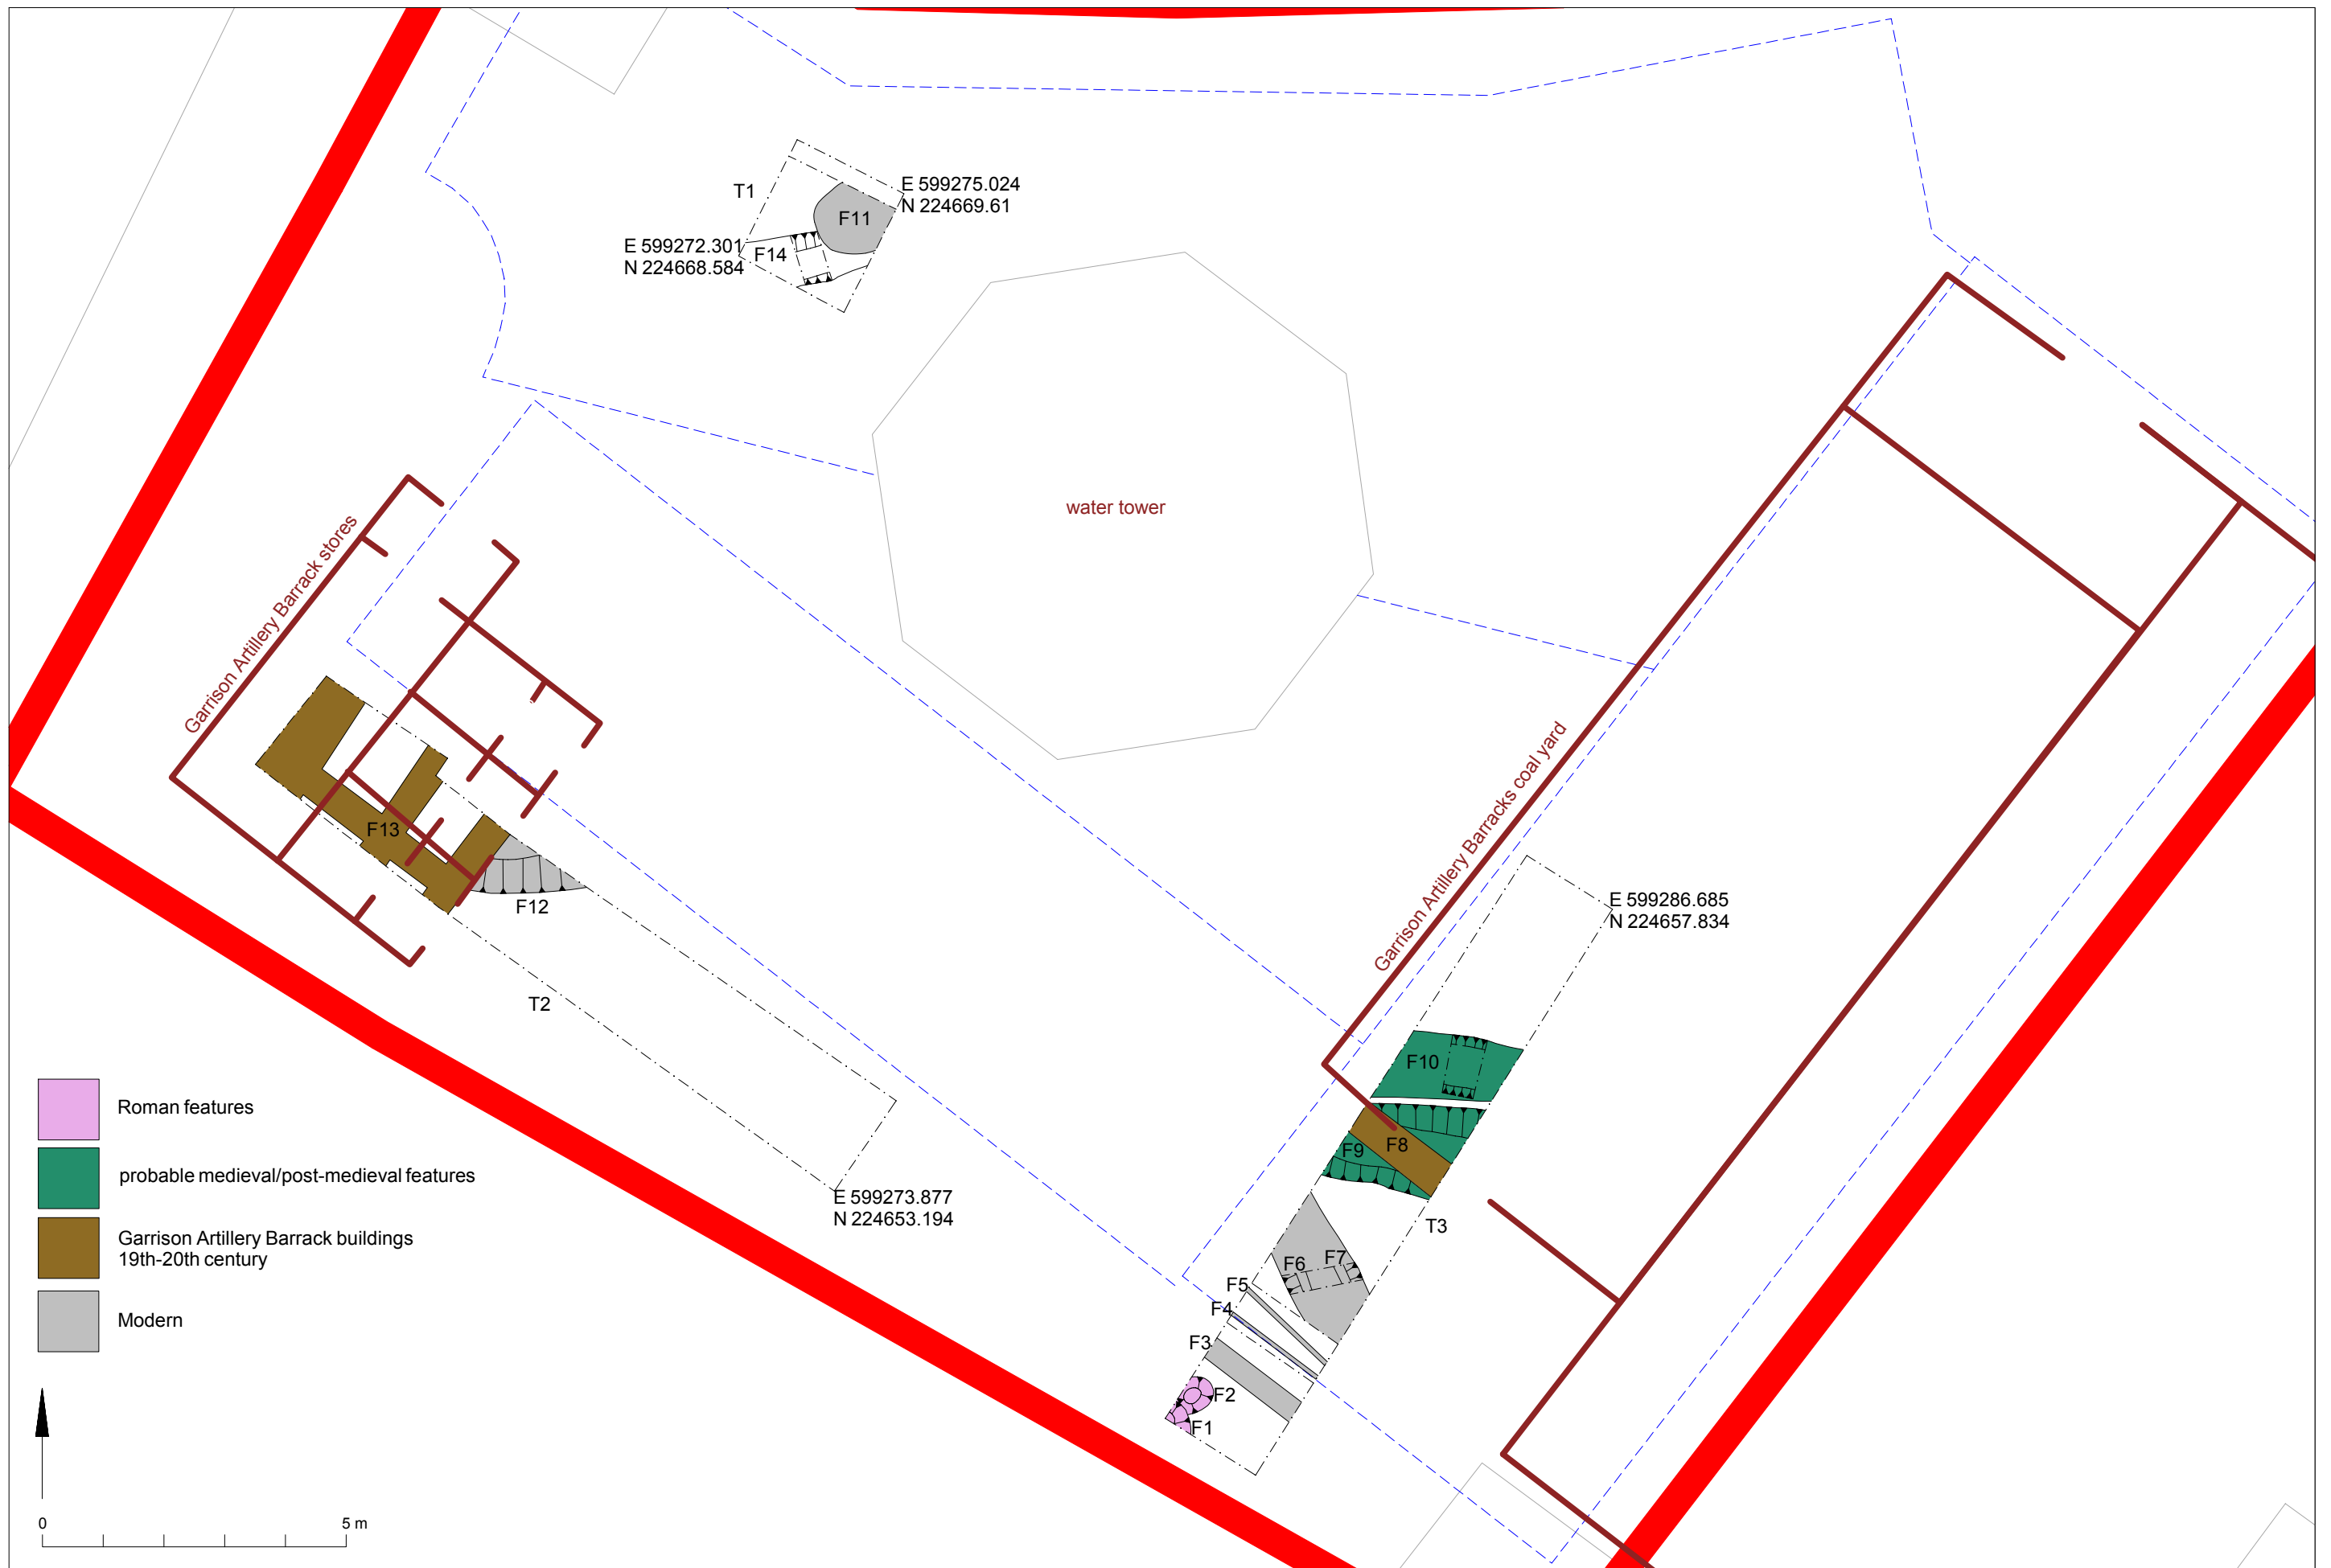 T1
E 599275.024
N 224669.61
F11
E 599272.301
N 224668.584
F14
water tower
Garrison Artillery Barrack stores
F13
F12
T2
E 599273.877
N 224653.194
Garrison Artillery Barracks coal yard
E 599286.685
N 224657.834
F10
F8
F9
T3
F6
F7
F5
F4
F3
F2
F1
Roman features
probable medieval/post-medieval features
Garrison Artillery Barrack buildings
19th-20th century
Modern
0
5 m